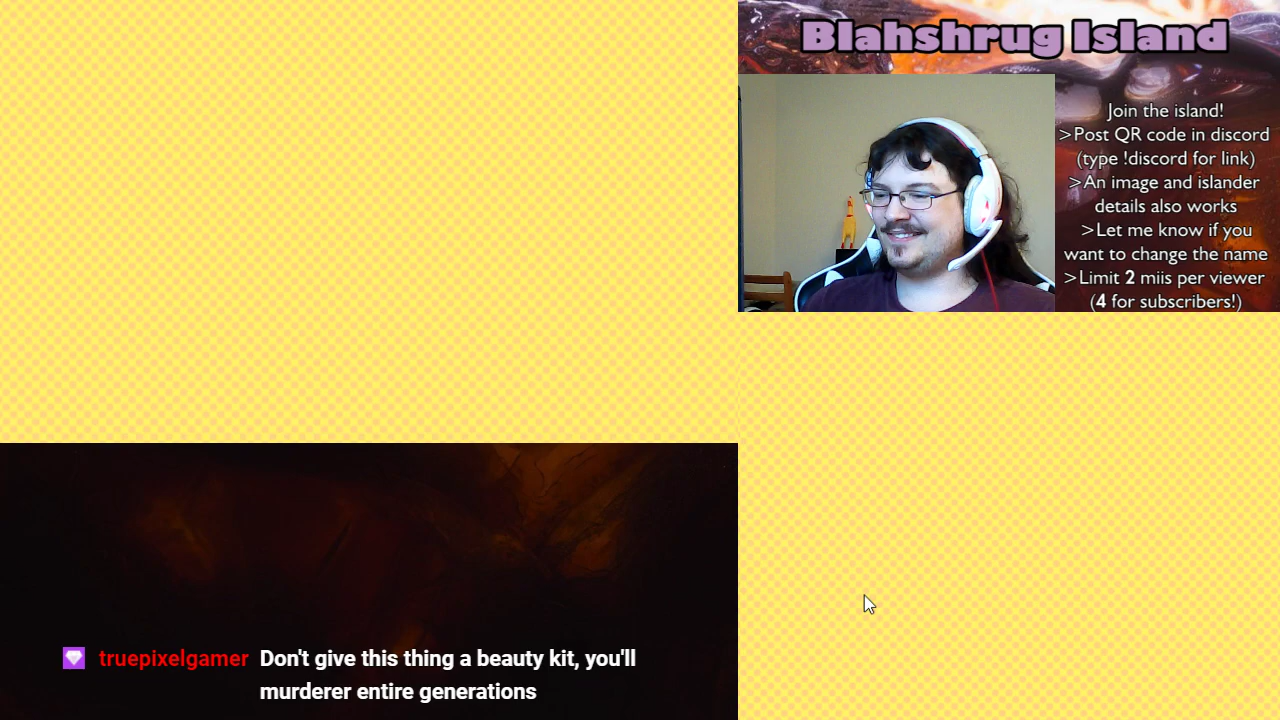 Blahshrug Island
Join the island!
>Post QR code in discord
(type !discord for link)
>An image and islander
details also works
>Let me know if you
want to change the name
>Limit 2 miis per viewer
(4 for subscribers!)
truepixelgamer Don't give this thing a beauty kit, you'll
murderer entire generations